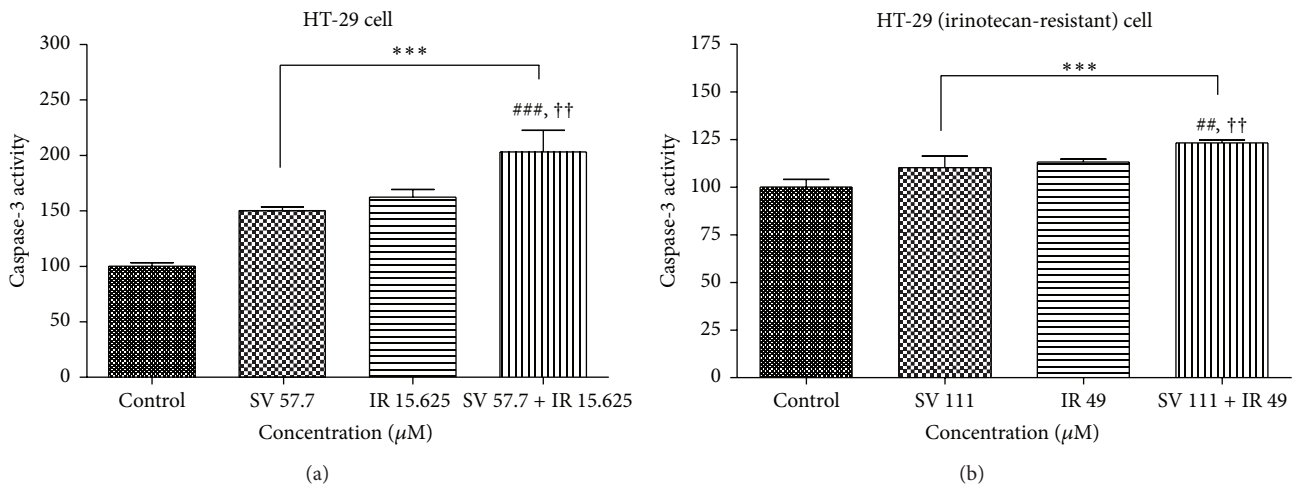 HT-29 cell
300
250
200
150
100
50
0
Caspase-3 activity
***
###, ††
Control
SV 57.7
IR 15.625
SV 57.7 + IR 15.625
Concentration (μM)
(a)
HT-29 (irinotecan-resistant) cell
175
150
125
100
75
50
25
0
Caspase-3 activity
***
##, ††
Control
SV 111
IR 49
SV 111 + IR 49
Concentration (μM)
(b)